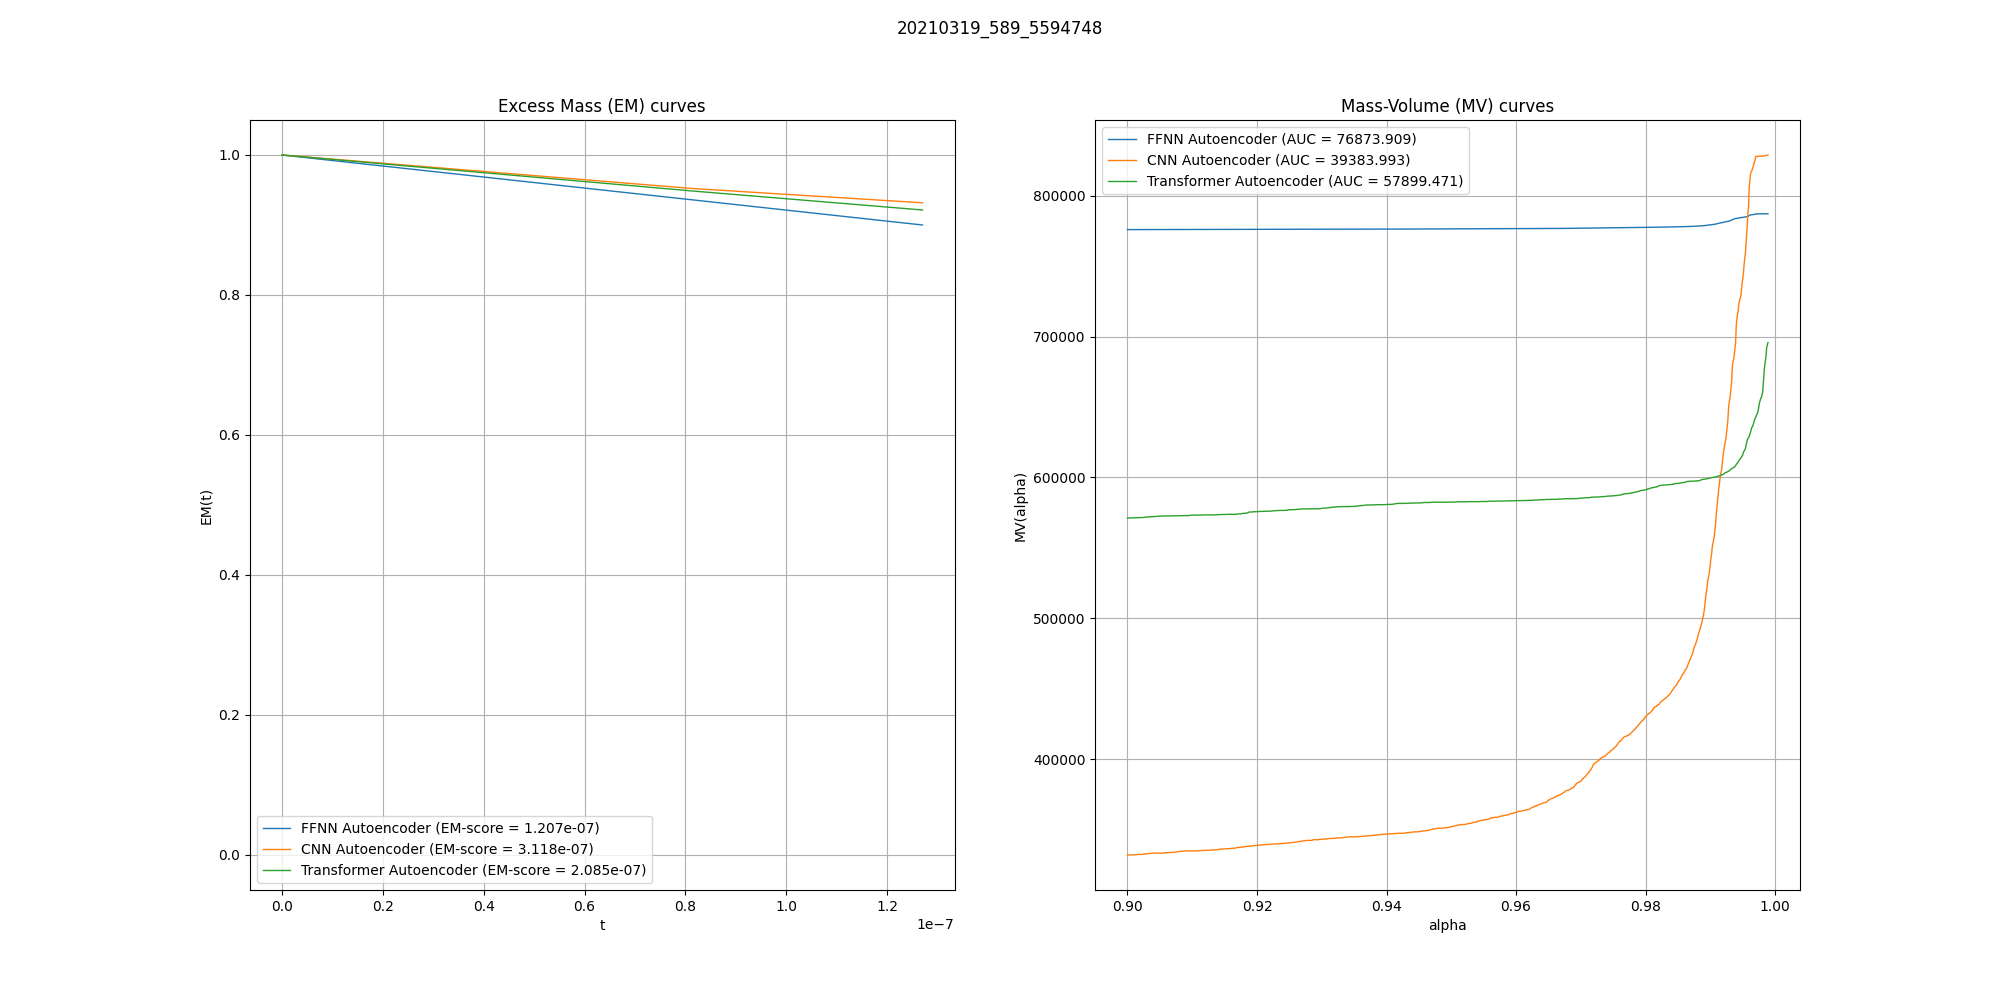 20210319_589_5594748
Excess Mass (EM) curves
EM(t)
1.0
0.8
0.6
0.4
0.2
0.0
FFNN Autoencoder (EM-score = 1.207e-07)
CNN Autoencoder (EM-score = 3.118e-07)
Transformer Autoencoder (EM-score = 2.085e-07)
0.0 0.2 0.4 0.6 0.8 1.0 1.2
1e−7
t
Mass-Volume (MV) curves
FFNN Autoencoder (AUC = 76873.909)
CNN Autoencoder (AUC = 39383.993)
Transformer Autoencoder (AUC = 57899.471)
MV(alpha)
800000
700000
600000
500000
400000
0.90 0.92 0.94 0.96 0.98 1.00
alpha